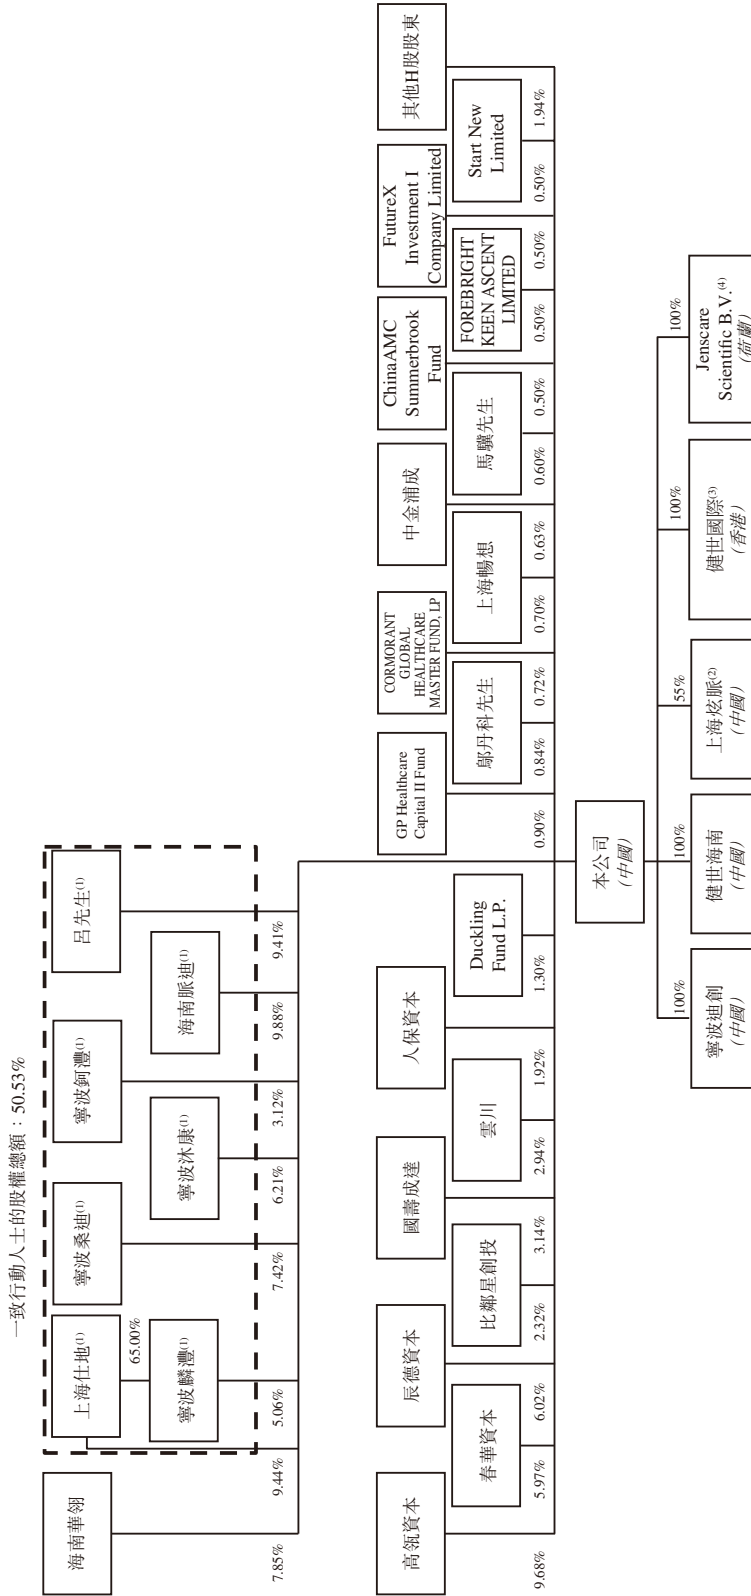 一致行動人士的股權總額：50.53%
海南華翎
上海仕地(1)
寧波桑迪(1)
寧波鈳灃(1)
呂先生(1)
65.00%
寧波麟灃(1)
寧波沐康(1)
海南脈迪(1)
7.85%
9.44%
5.06%
7.42%
6.21%
3.12%
9.88%
9.41%
高瓴資本
辰德資本
國壽成達
人保資本
GP Healthcare
Capital II Fund
CORMORANT
GLOBAL
HEALTHCARE
MASTER FUND, LP
中金浦成
ChinaAMC
Summerbrook
Fund
FutureX
Investment I
Company Limited
其他H股股東
春華資本
比鄰星創投
雲川
Duckling
Fund L.P.
鄔丹科先生
上海暢想
馬驥先生
FOREBRIGHT
KEEN ASCENT
LIMITED
Start New
Limited
9.68%
5.97%
6.02%
2.32%
3.14%
2.94%
1.92%
1.30%
0.90%
0.84%
0.72%
0.70%
0.63%
0.60%
0.50%
0.50%
0.50%
0.50%
1.94%
本公司
（中國）
100%
100%
55%
100%
100%
寧波迪創
（中國）
健世海南
（中國）
上海炫脈(2)
（中國）
健世國際(3)
（香港）
Jenscare
Scientific B.V.(4)
（荷蘭）